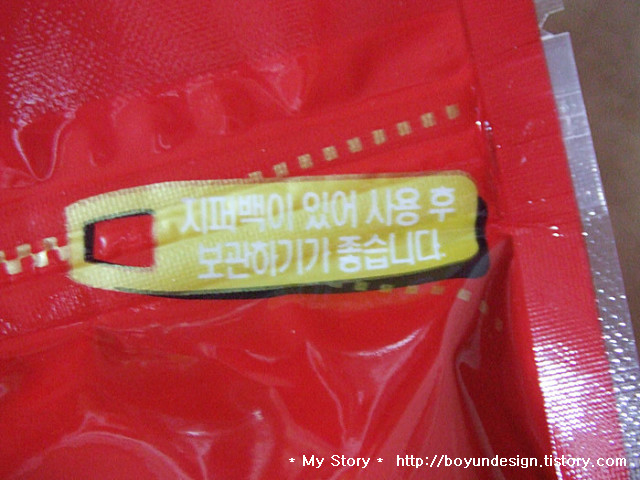 지퍼백이 있어 사용 후
보관하기가 좋습니다.
* My Story *  http://boyundesign.tistory.com